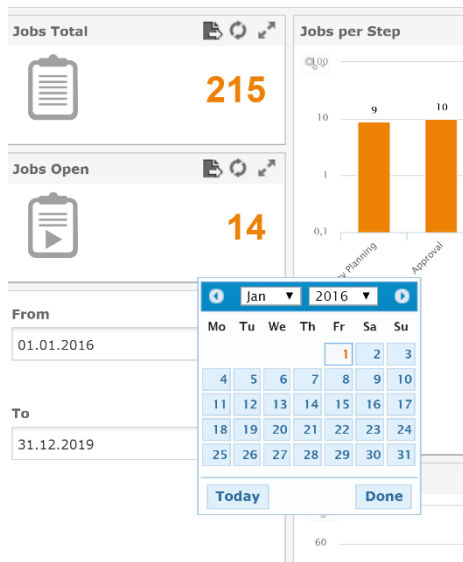 Jobs Total
215
Jobs Open
14
From
01.01.2016
To
31.12.2019
Jobs per Step
100
10
1
0,1
9
10
Planning
Approval
Jan 2016
Mo Tu We Th Fr Sa Su
1 2 3
4 5 6 7 8 9 10
11 12 13 14 15 16 17
18 19 20 21 22 23 24
25 26 27 28 29 30 31
Today Done
60